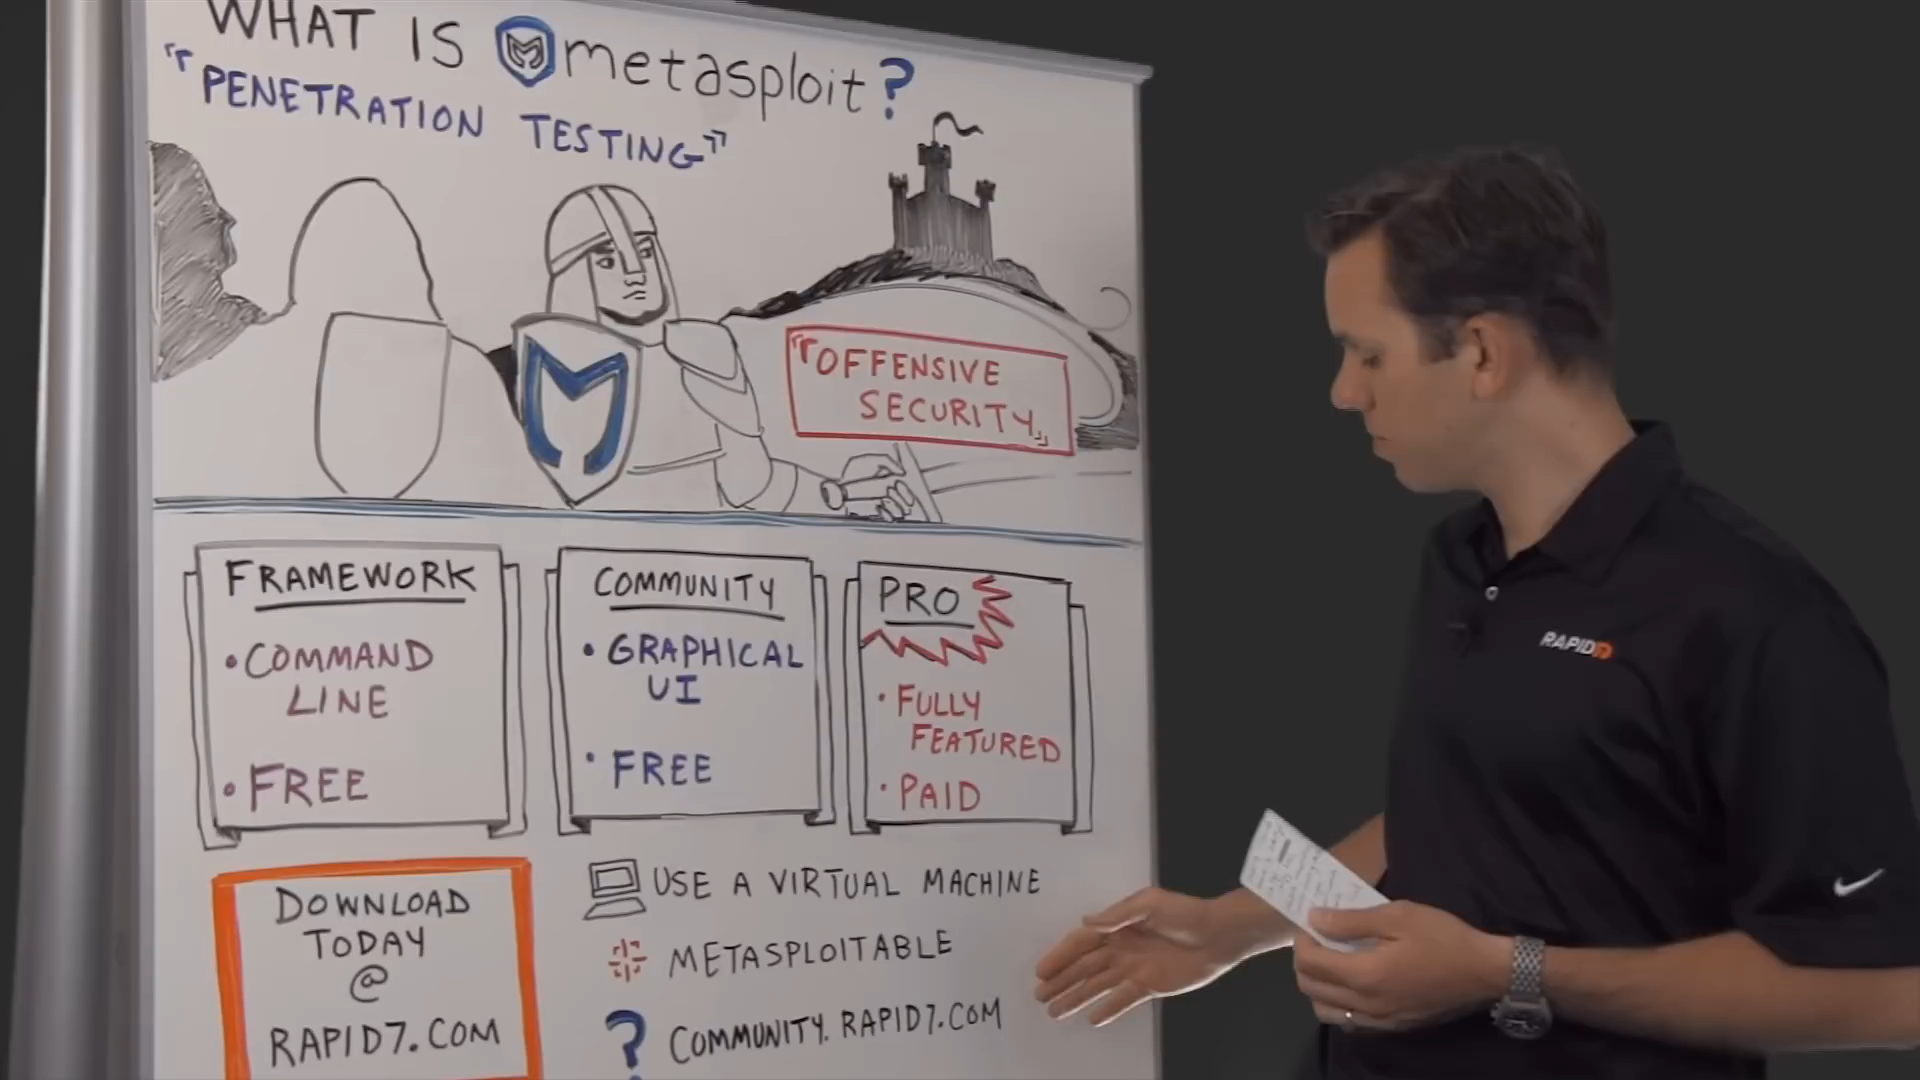 WHAT IS metasploit?
"PENETRATION TESTING"
"OFFENSIVE
SECURITY"
FRAMEWORK
• COMMAND
LINE
• FREE
COMMUNITY
• GRAPHICAL
UI
• FREE
PRO
• FULLY
FEATURED
• PAID
DOWNLOAD
TODAY
@
RAPID7.COM
USE A VIRTUAL MACHINE
METASPLOITABLE
? COMMUNITY.RAPID7.COM
RAPID7